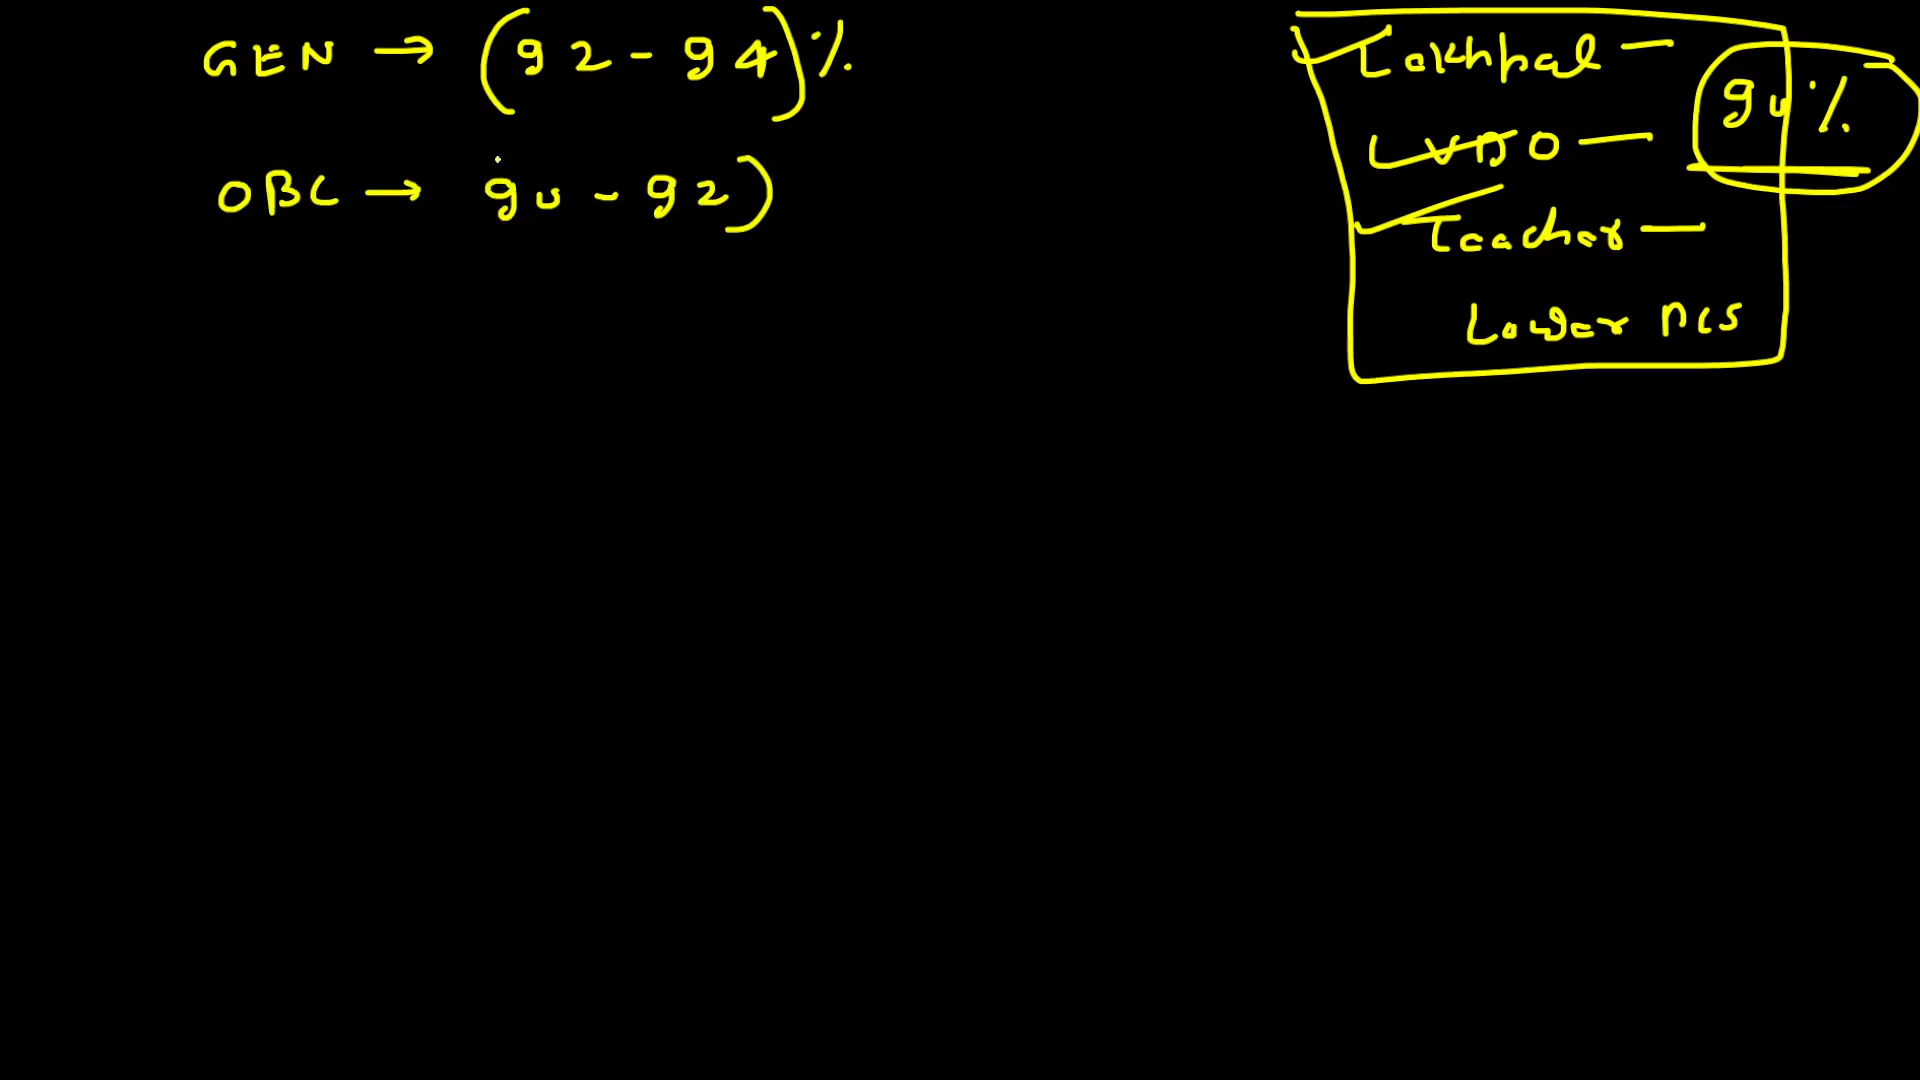 GEN → (92 - 94)%
OBC → 90 - 92)
Lekhpal —
VDO —
90%
Teacher —
Lower PCS